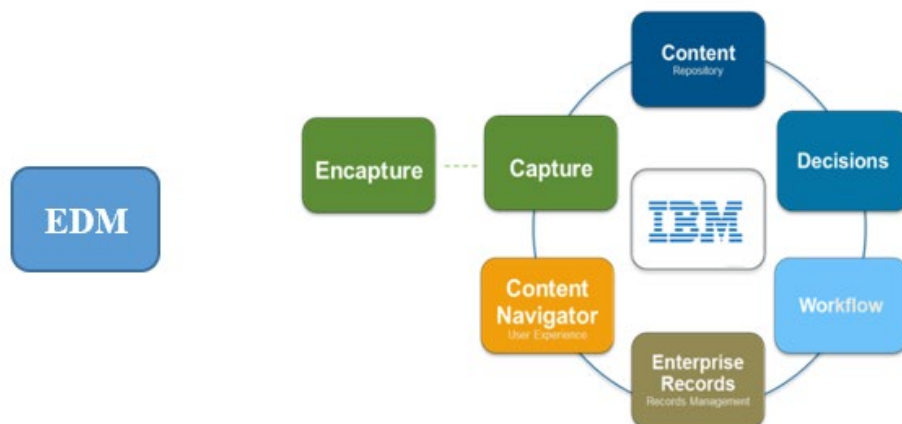 EDM
Encapture
Capture
Content
Repository
Decisions
IBM
Workflow
Enterprise
Records
Records Management
Content
Navigator
User Experience